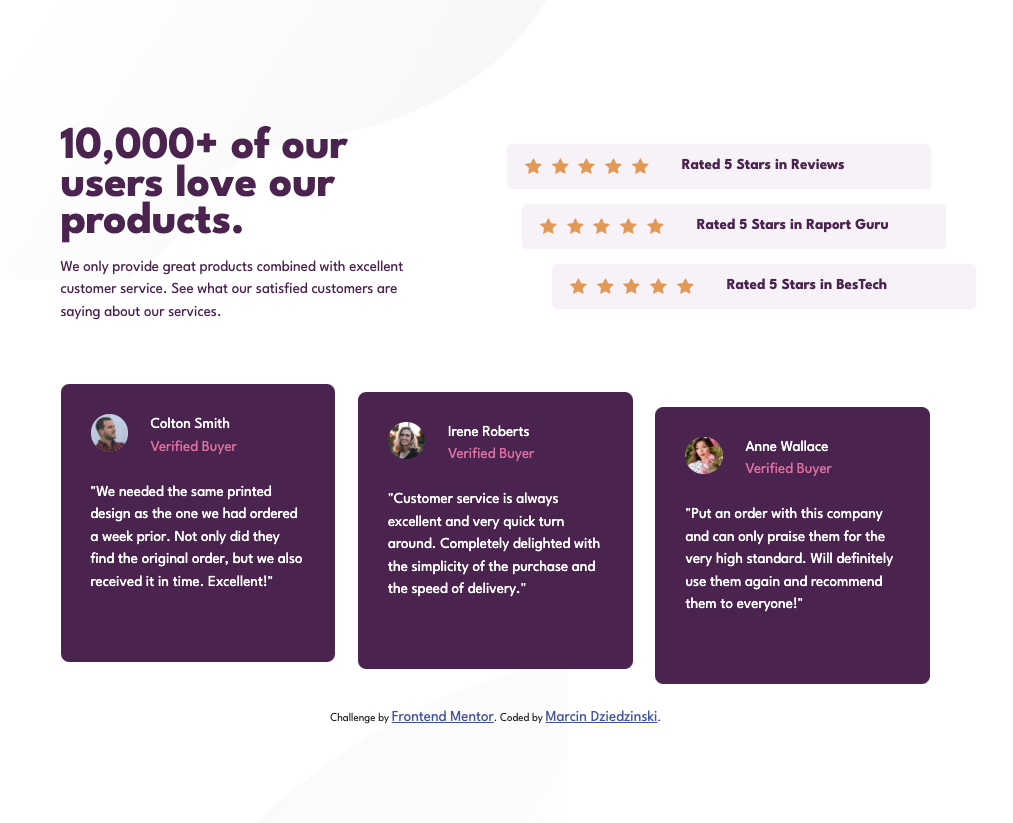 10,000+ of our
users love our
products.
We only provide great products combined with excellent
customer service. See what our satisfied customers are
saying about our services.
Rated 5 Stars in Reviews
Rated 5 Stars in Raport Guru
Rated 5 Stars in BesTech
Colton Smith
Verified Buyer
"We needed the same printed
design as the one we had ordered
a week prior. Not only did they
find the original order, but we also
received it in time. Excellent!"
Irene Roberts
Verified Buyer
"Customer service is always
excellent and very quick turn
around. Completely delighted with
the simplicity of the purchase and
the speed of delivery."
Anne Wallace
Verified Buyer
"Put an order with this company
and can only praise them for the
very high standard. Will definitely
use them again and recommend
them to everyone!"
Challenge by Frontend Mentor. Coded by Marcin Dziedzinski.